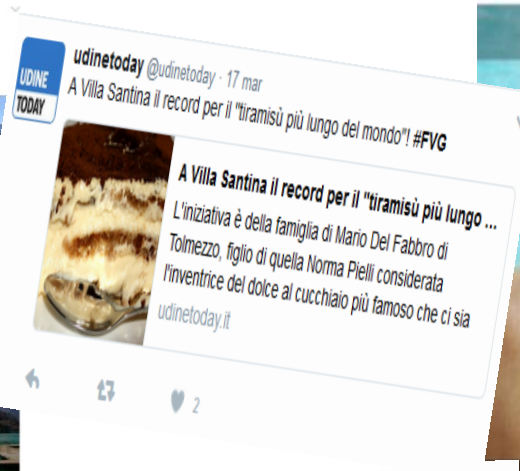 UDINE
TODAY
udinetoday @udinetoday · 17 mar
A Villa Santina il record per il "tiramisù più lungo del mondo"! #FVG
A Villa Santina il record per il "tiramisù più lungo ...
L'iniziativa è della famiglia di Mario Del Fabbro di
Tolmezzo, figlio di quella Norma Pielli considerata
l'inventrice del dolce al cucchiaio più famoso che ci sia
udinetoday.it
2